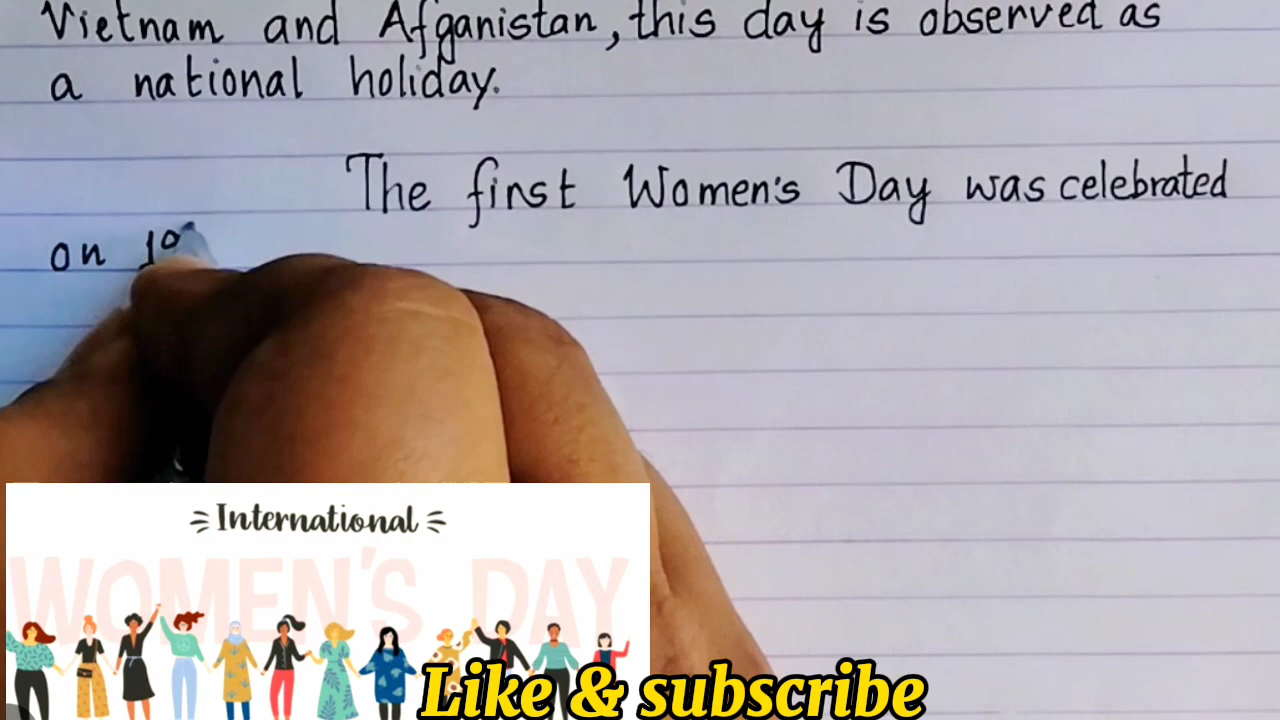 Vietnam and Afganistan, this day is observed as
a national holiday.
The first Women's Day was celebrated
on 19
International
WOMEN'S DAY
Like & subscribe